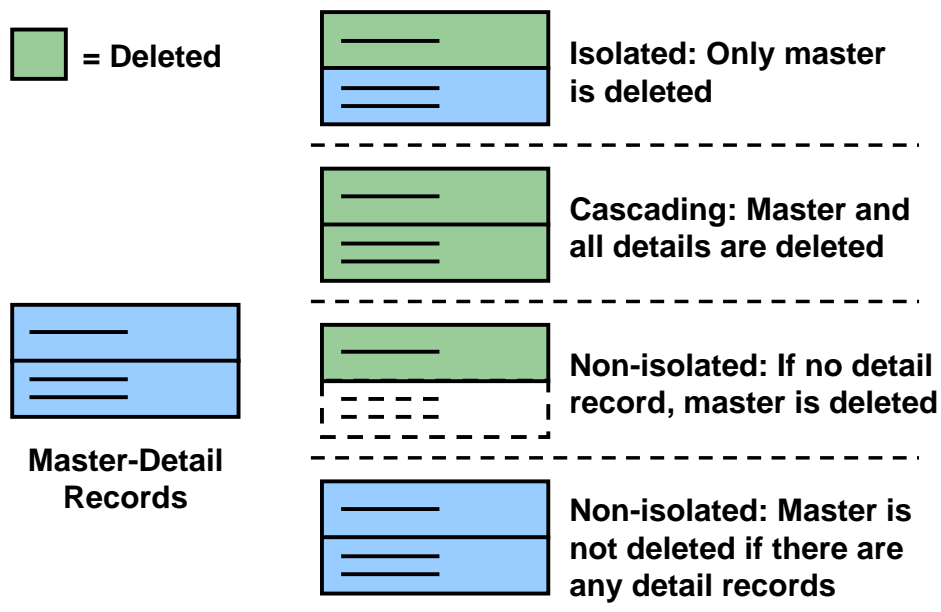 = Deleted
Isolated: Only master
is deleted
Cascading: Master and
all details are deleted
Non-isolated: If no detail
record, master is deleted
Master-Detail
Records
Non-isolated: Master is
not deleted if there are
any detail records